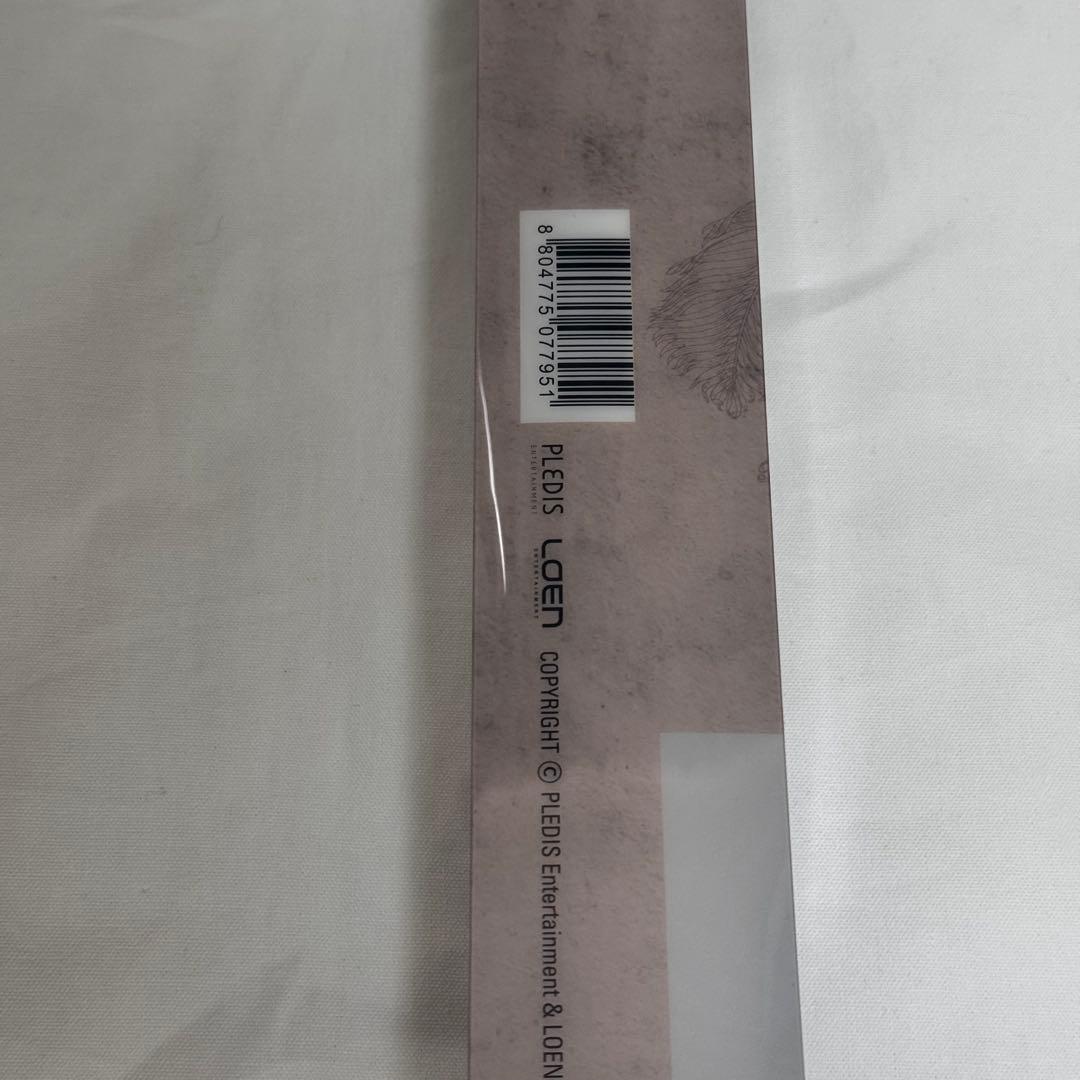 8 804775 077951
PLEDIS
ENTERTAINMENT
LOEN
ENTERTAINMENT
COPYRIGHT © PLEDIS Entertainment & LOEN